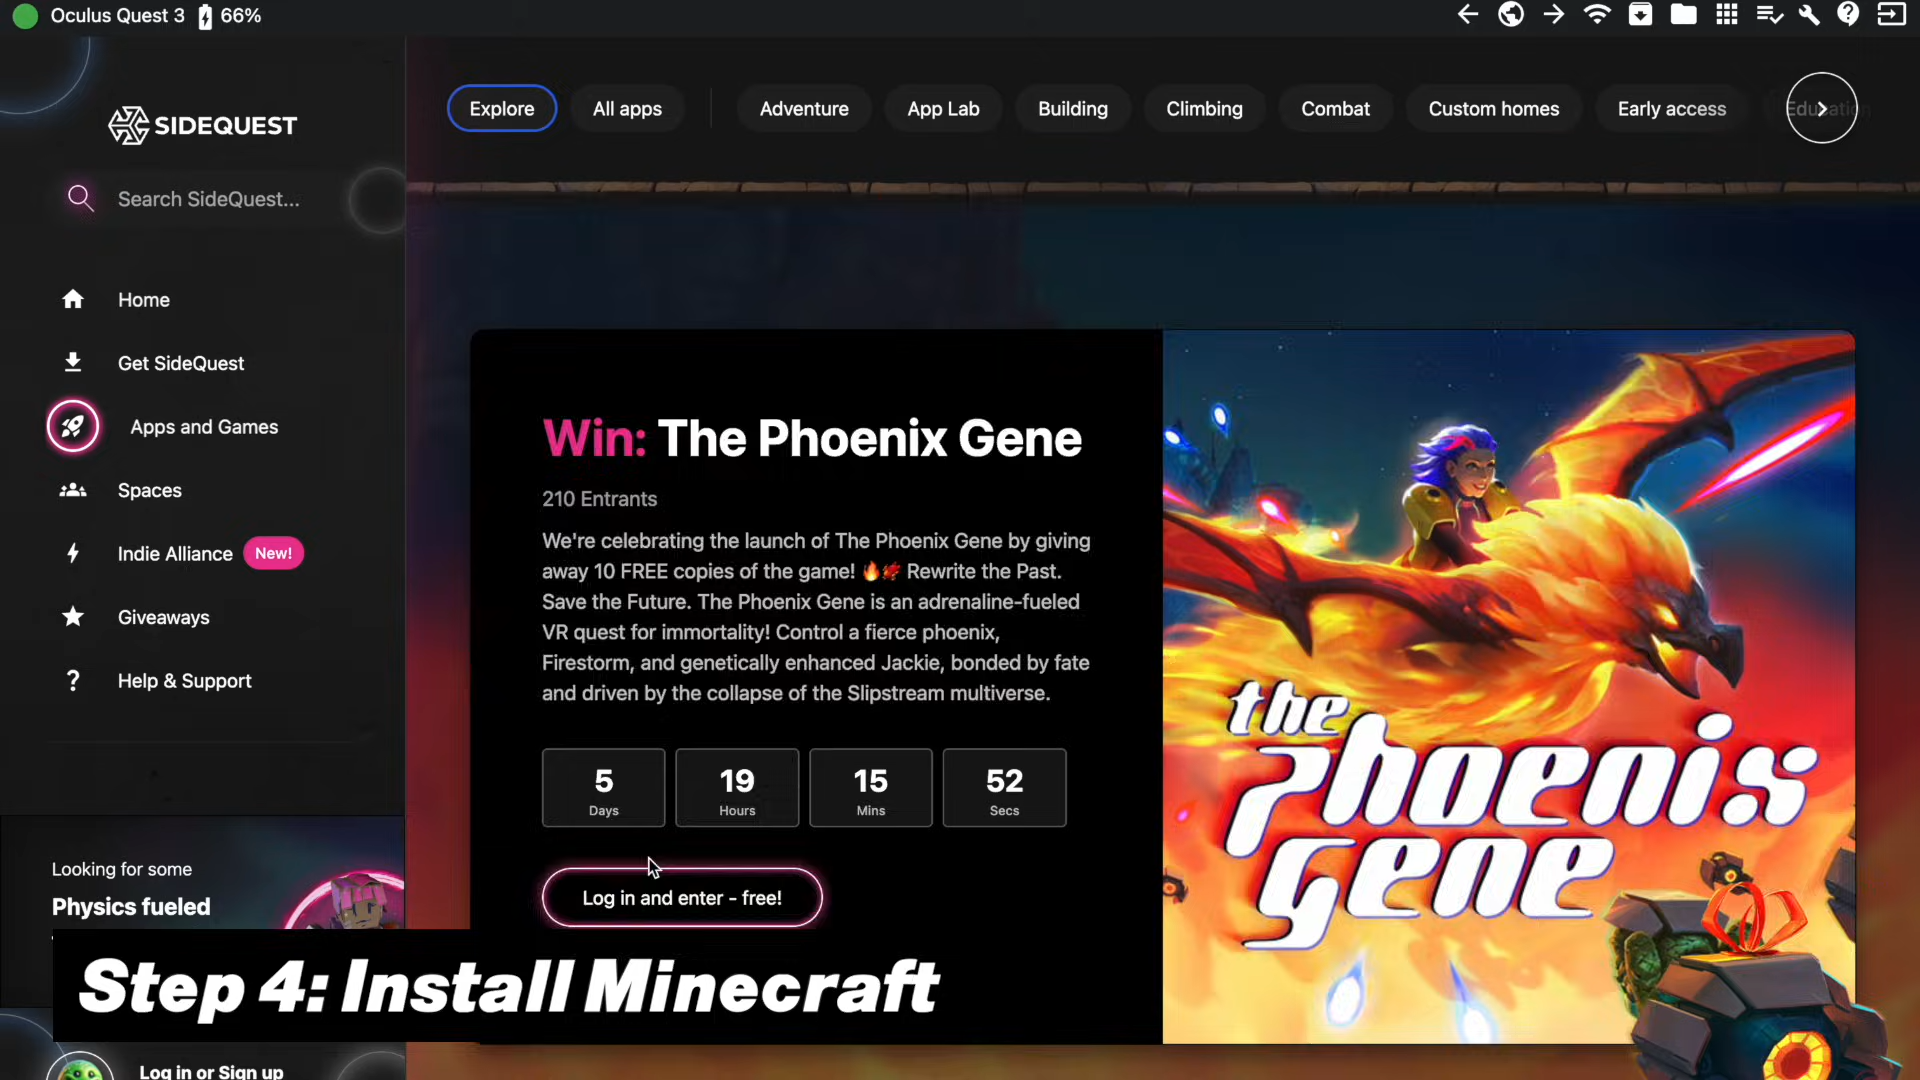 Oculus Quest 3 66%
SIDEQUEST
Search SideQuest...
Home
Get SideQuest
Apps and Games
Spaces
Indie Alliance New!
Giveaways
Help & Support
Looking for some
Physics fueled
Log in or Sign up
Explore All apps Adventure App Lab Building Climbing Combat Custom homes Early access Education
Win: The Phoenix Gene
210 Entrants
We're celebrating the launch of The Phoenix Gene by giving
away 10 FREE copies of the game! 🔥🐦‍🔥 Rewrite the Past.
Save the Future. The Phoenix Gene is an adrenaline-fueled
VR quest for immortality! Control a fierce phoenix,
Firestorm, and genetically enhanced Jackie, bonded by fate
and driven by the collapse of the Slipstream multiverse.
5 19 15 52
Days Hours Mins Secs
Log in and enter - free!
the
phoenix
gene
Step 4: Install Minecraft